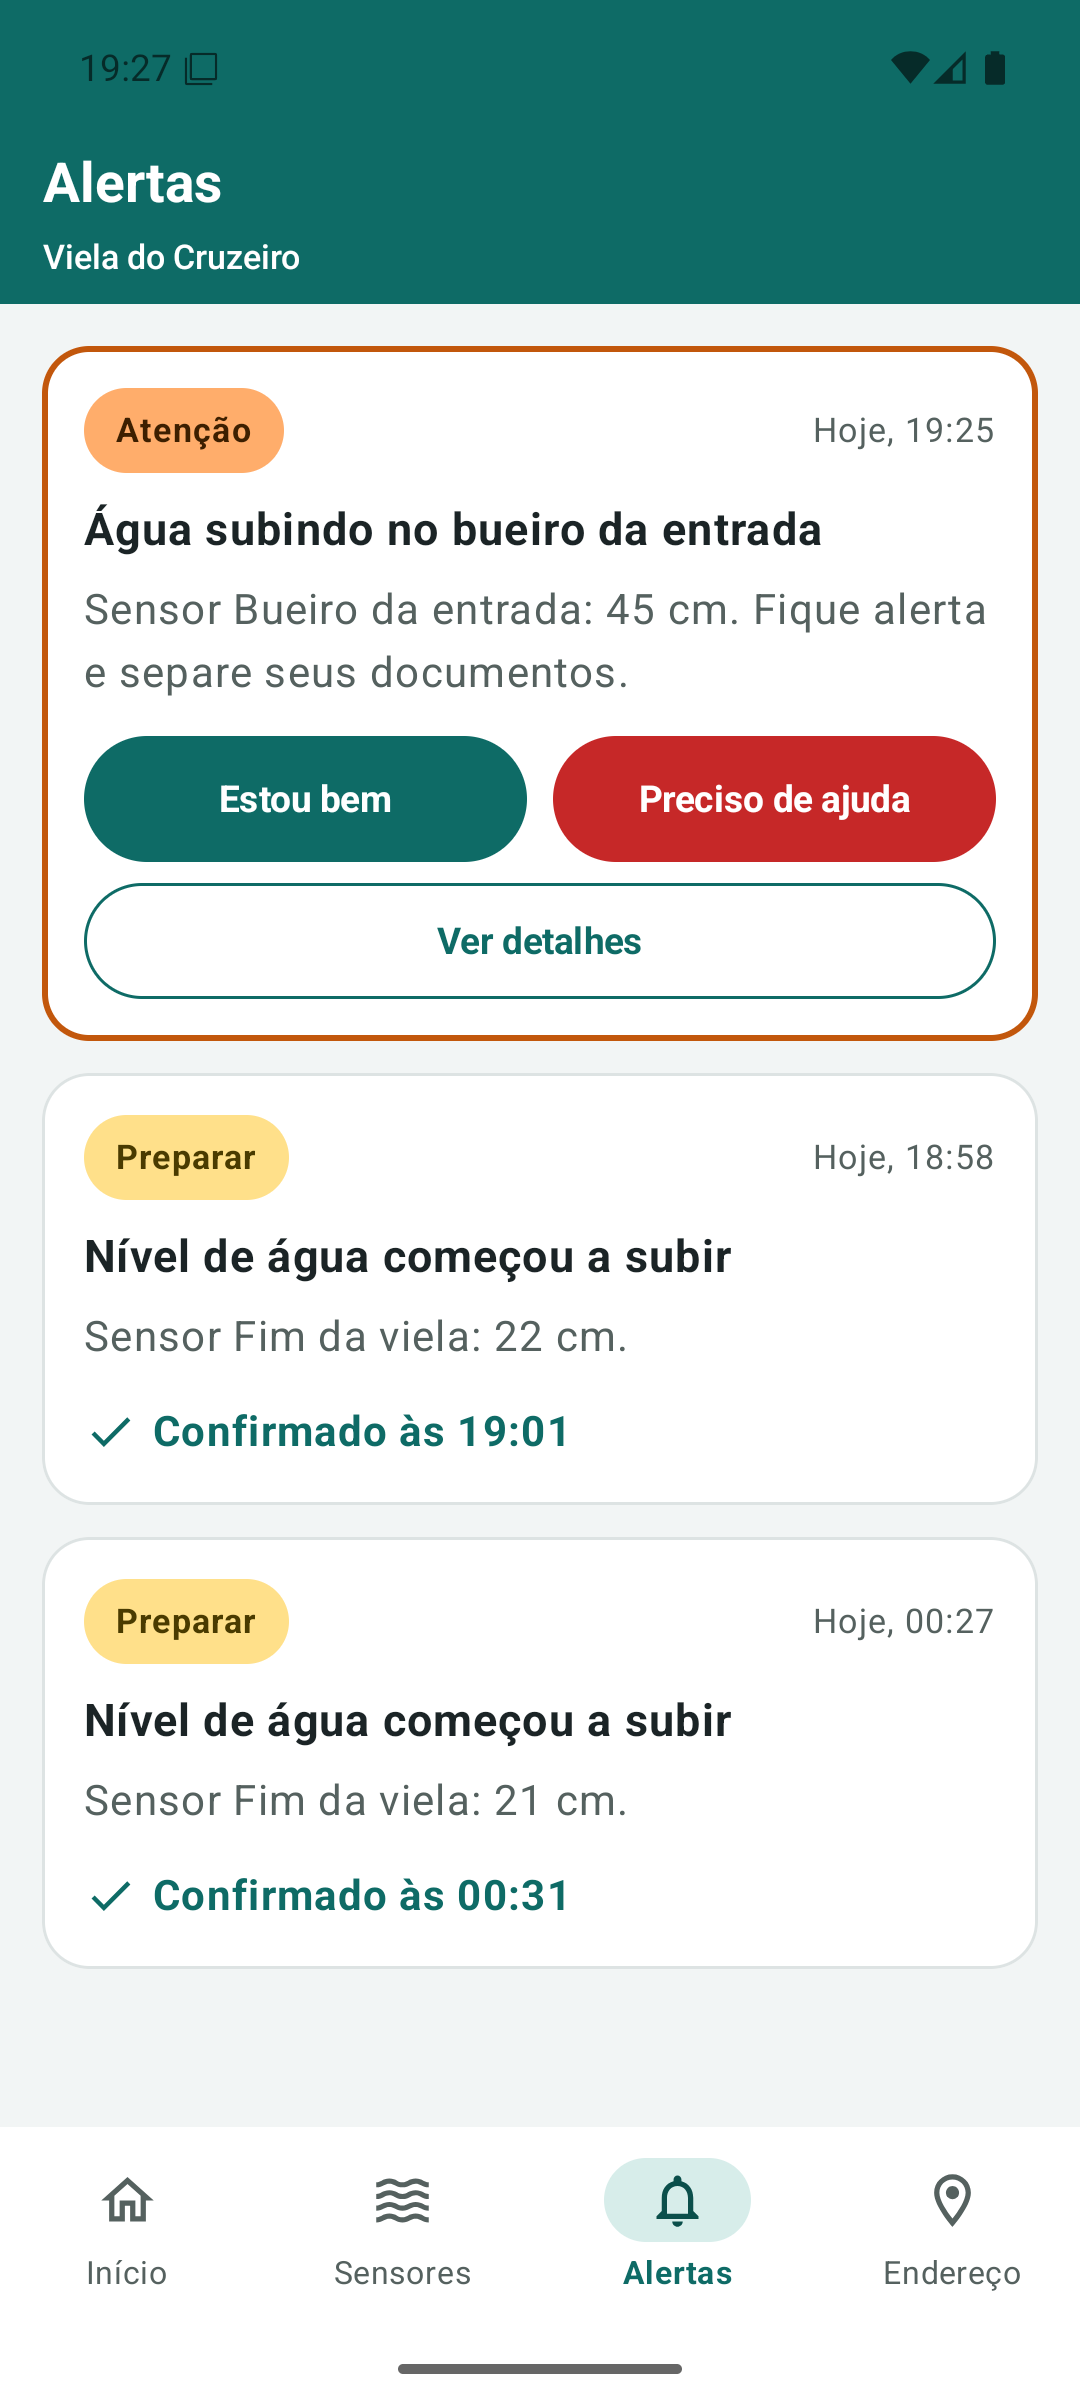 19:27
Alertas
Viela do Cruzeiro
Atenção
Hoje, 19:25
Água subindo no bueiro da entrada
Sensor Bueiro da entrada: 45 cm. Fique alerta
e separe seus documentos.
Estou bem
Preciso de ajuda
Ver detalhes
Preparar
Hoje, 18:58
Nível de água começou a subir
Sensor Fim da viela: 22 cm.
Confirmado às 19:01
Preparar
Hoje, 00:27
Nível de água começou a subir
Sensor Fim da viela: 21 cm.
Confirmado às 00:31
Início
Sensores
Alertas
Endereço